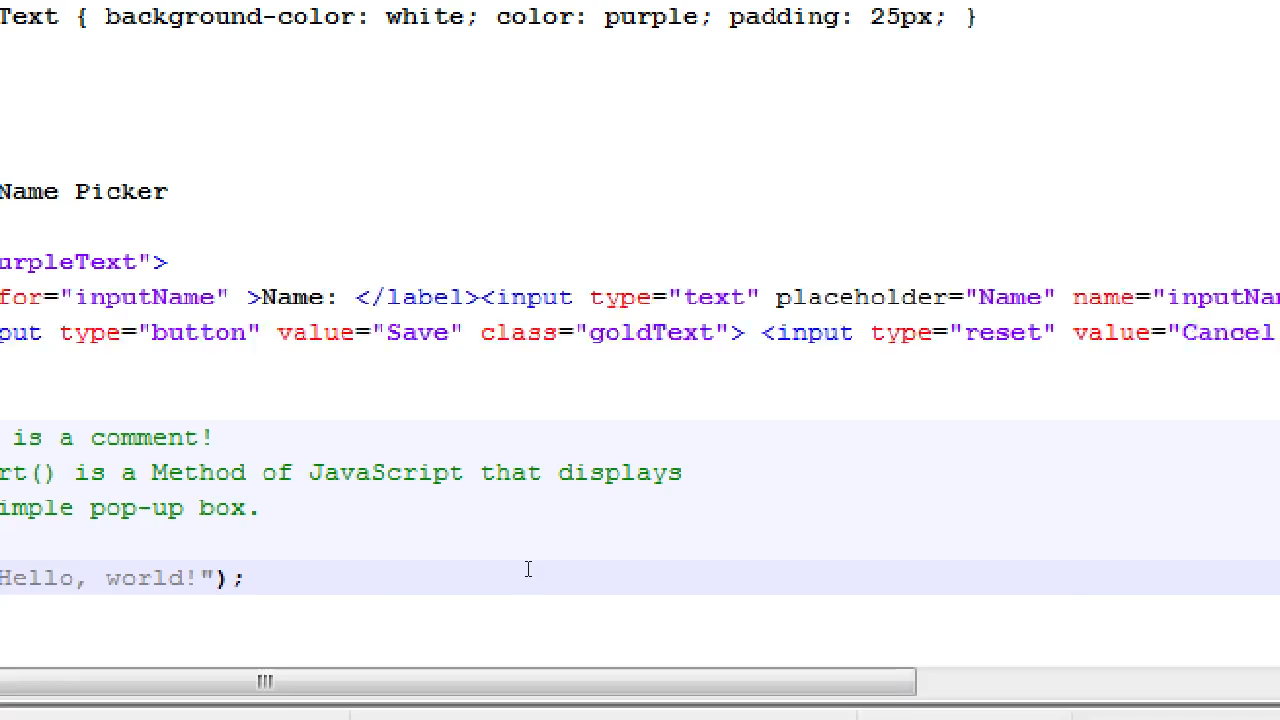 Text { background-color: white; color: purple; padding: 25px; }
Name Picker
urpleText">
for="inputName" >Name: </label><input type="text" placeholder="Name" name="inputNa
put type="button" value="Save" class="goldText"> <input type="reset" value="Cancel
is a comment!
rt() is a Method of JavaScript that displays
imple pop-up box.
Hello, world!");